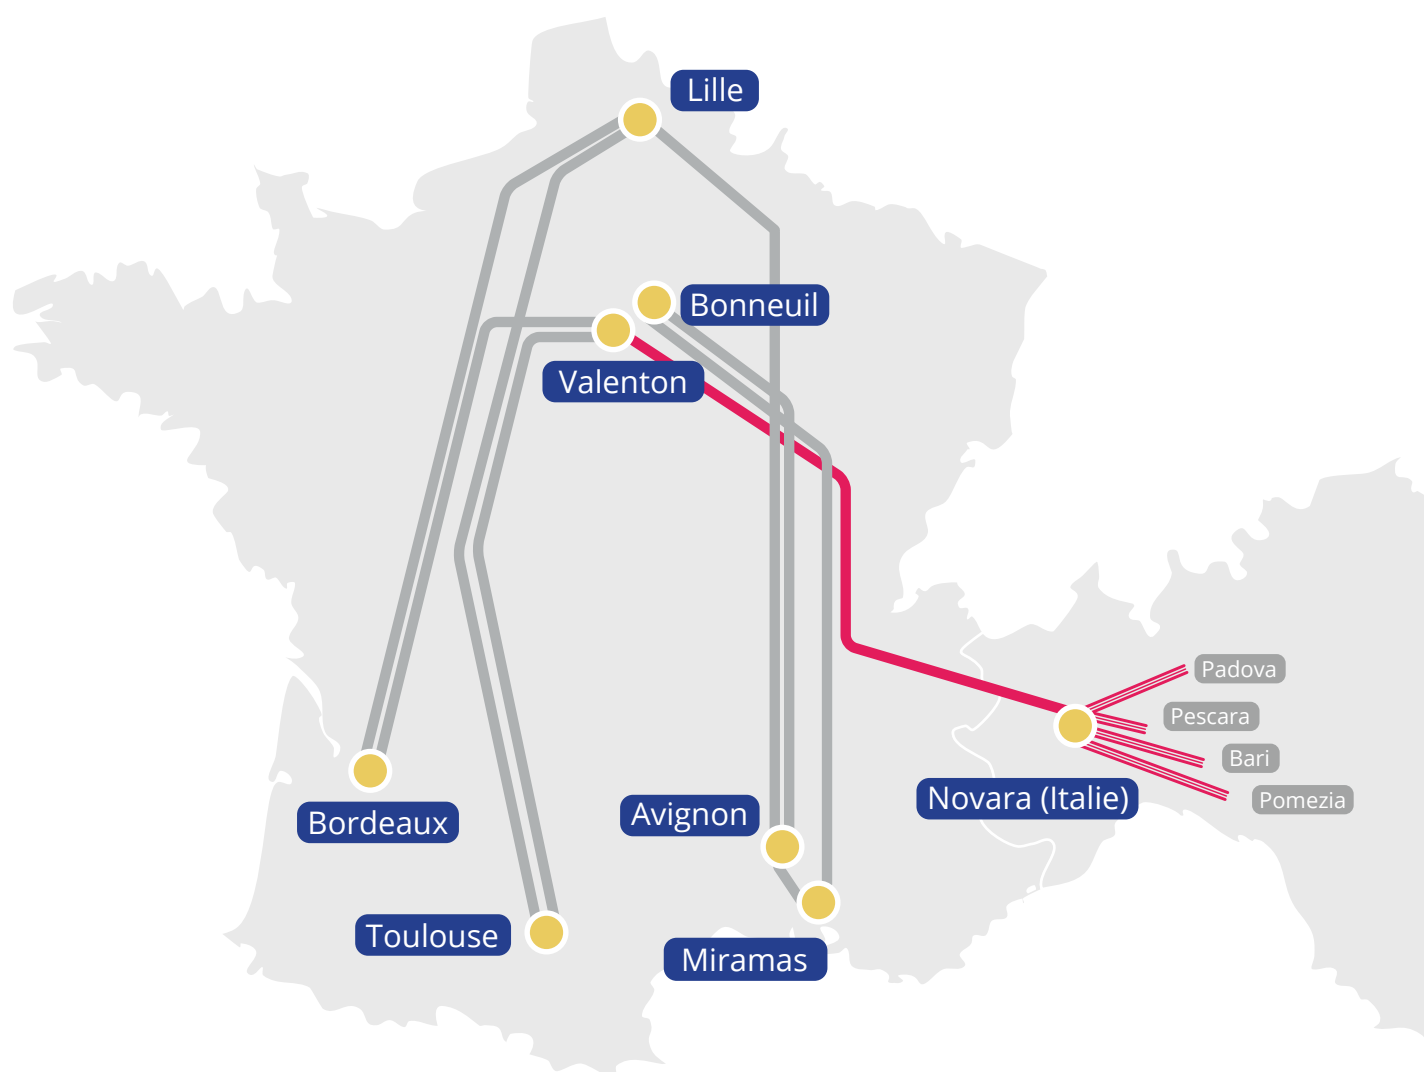 Lille
Bonneuil
Valenton
Padova
Pescara
Bari
Novara (Italie)
Pomezia
Avignon
Bordeaux
Toulouse
Miramas